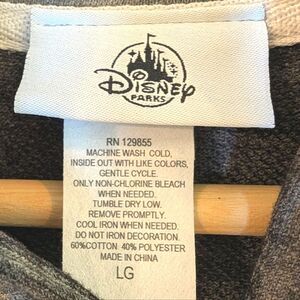 Disney
PARKS
RN 129855
MACHINE WASH COLD,
INSIDE OUT WITH LIKE COLORS,
GENTLE CYCLE.
ONLY NON-CHLORINE BLEACH
WHEN NEEDED.
TUMBLE DRY LOW.
REMOVE PROMPTLY.
COOL IRON WHEN NEEDED.
DO NOT IRON DECORATION.
60%COTTON. 40% POLYESTER
MADE IN CHINA
LG